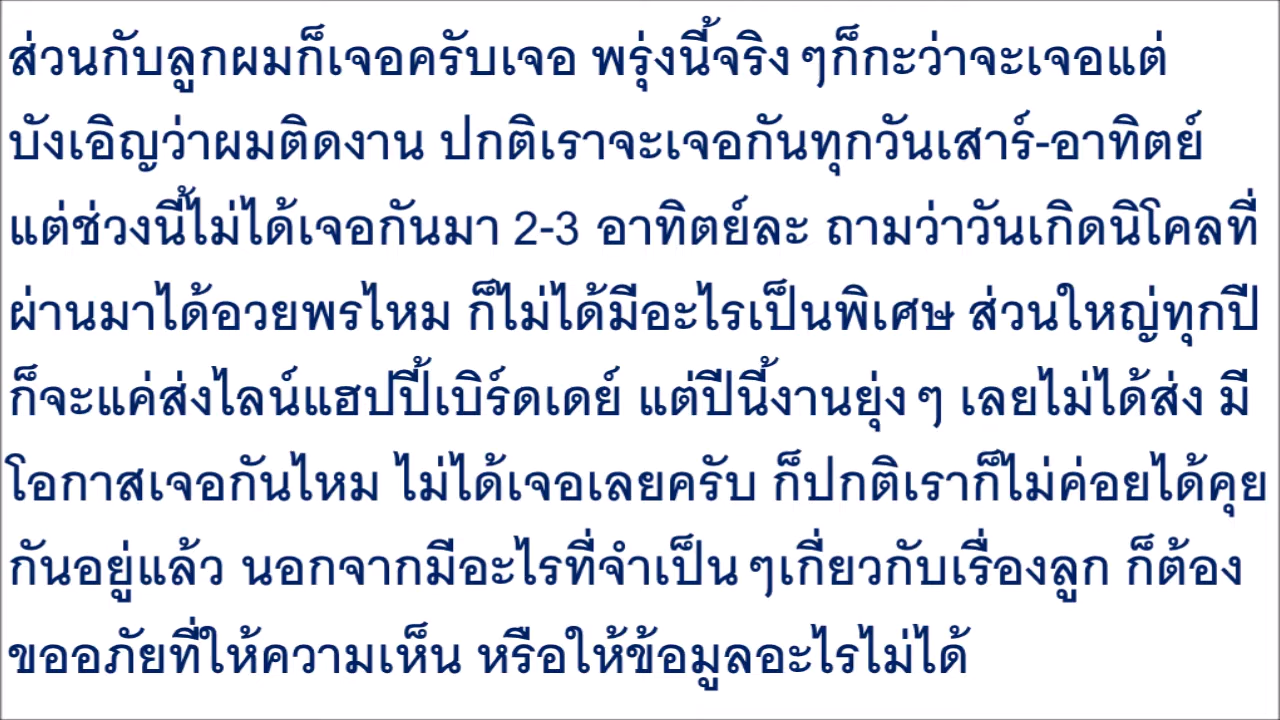 ส่วนกับลูกผมก็เจอครับเจอ พรุ่งนี้จริงๆก็กะว่าจะเจอแต่
บังเอิญว่าผมติดงาน ปกติเราจะเจอกันทุกวันเสาร์-อาทิตย์
แต่ช่วงนี้ไม่ได้เจอกันมา 2-3 อาทิตย์ละ ถามว่าวันเกิดนิโคลที่
ผ่านมาได้อวยพรไหม ก็ไม่ได้มีอะไรเป็นพิเศษ ส่วนใหญ่ทุกปี
ก็จะแค่ส่งไลน์แฮปปี้เบิร์ดเดย์ แต่ปีนี้งานยุ่งๆ เลยไม่ได้ส่ง มี
โอกาสเจอกันไหม ไม่ได้เจอเลยครับ ก็ปกติเราก็ไม่ค่อยได้คุย
กันอยู่แล้ว นอกจากมีอะไรที่จำเป็นๆเกี่ยวกับเรื่องลูก ก็ต้อง
ขออภัยที่ให้ความเห็น หรือให้ข้อมูลอะไรไม่ได้